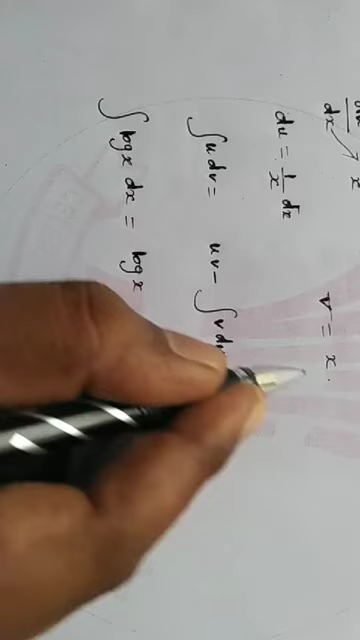 dx x
du = 1/x dx v = x.
∫ u dv = uv - ∫ v du
∫ log x dx = log x